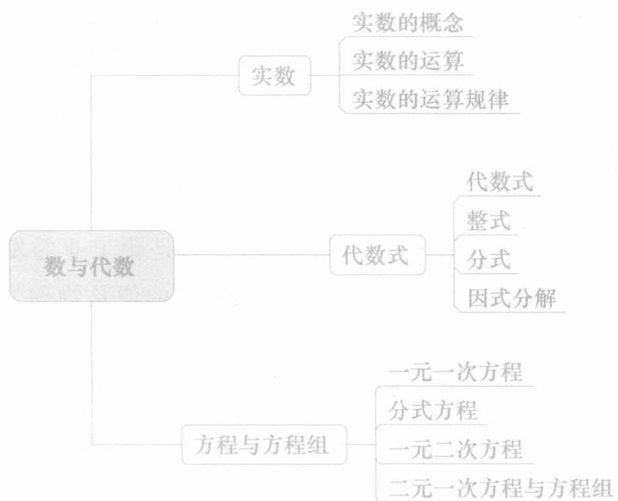 实数的概念
实数
实数的运算
实数的运算规律
代数式
整式
数与代数
代数式
分式
因式分解
一元一次方程
分式方程
方程与方程组
一元二次方程
二元一次方程与方程组